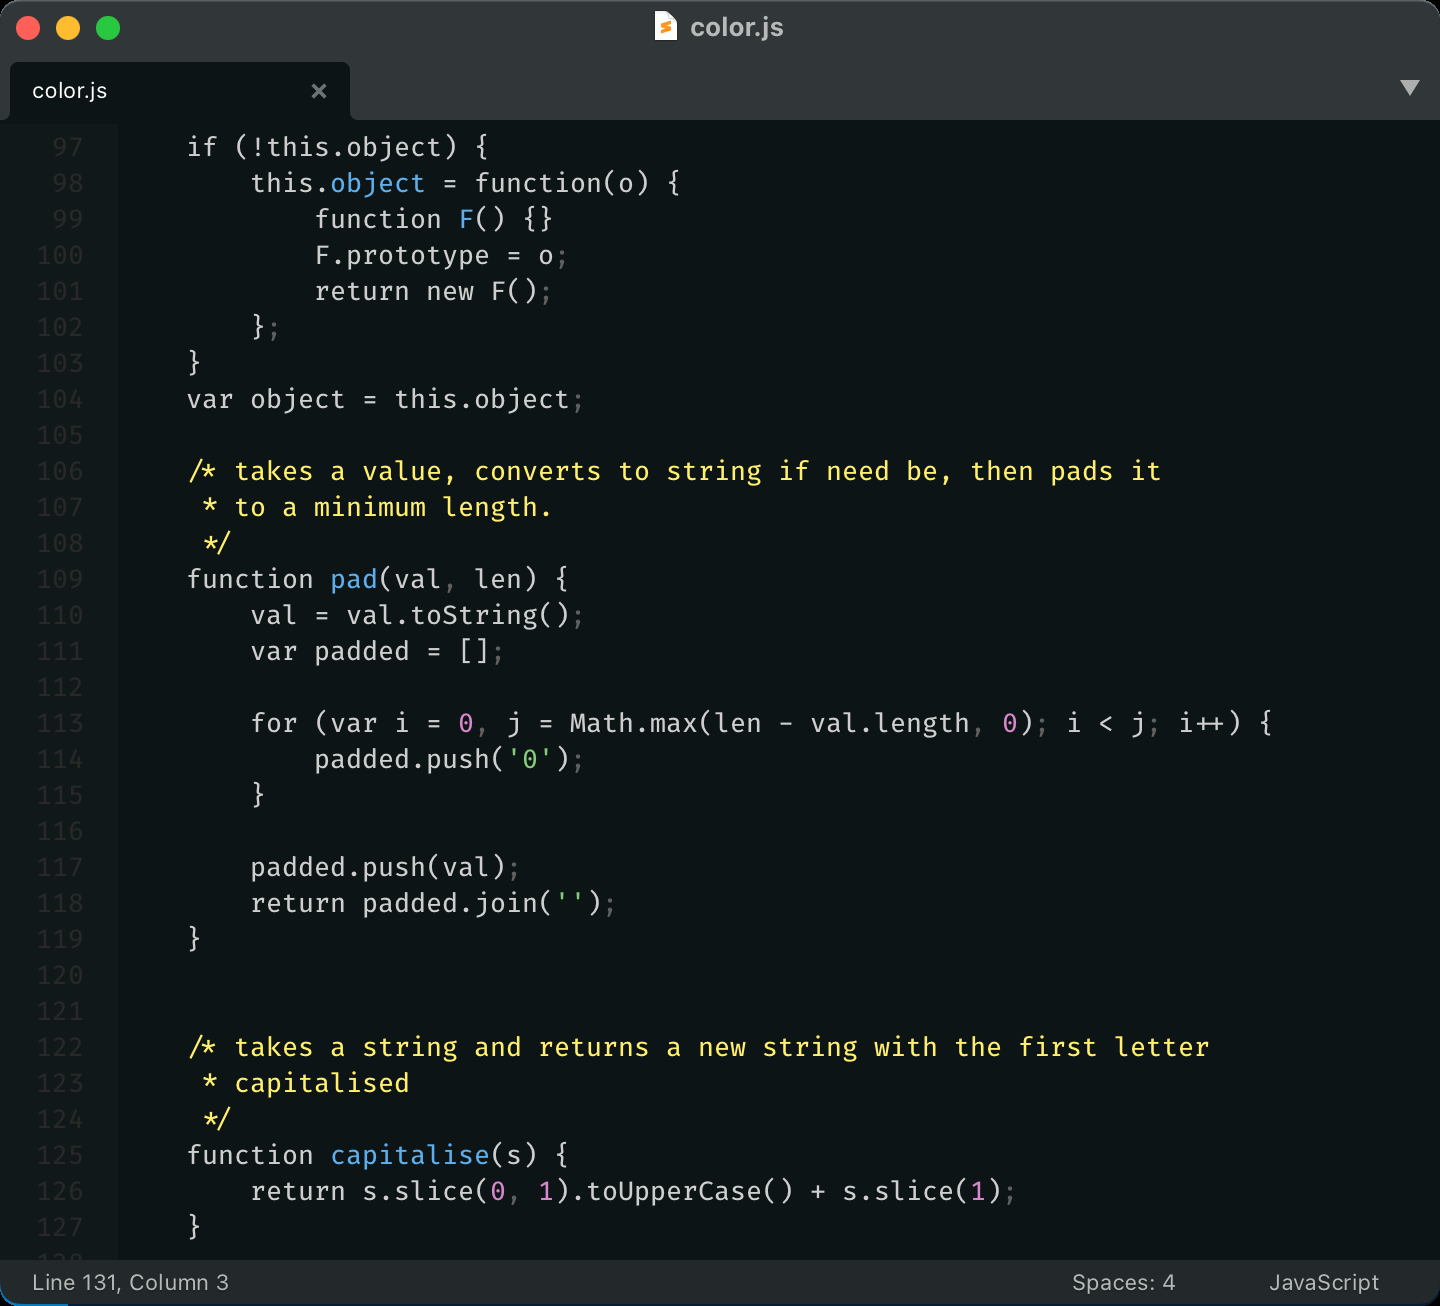 color.js
color.js ×
97 if (!this.object) {
98 this.object = function(o) {
99 function F() {}
100 F.prototype = o;
101 return new F();
102 };
103 }
104 var object = this.object;
105
106 /* takes a value, converts to string if need be, then pads it
107 * to a minimum length.
108 */
109 function pad(val, len) {
110 val = val.toString();
111 var padded = [];
112
113 for (var i = 0, j = Math.max(len - val.length, 0); i < j; i++) {
114 padded.push('0');
115 }
116
117 padded.push(val);
118 return padded.join('');
119 }
120
121
122 /* takes a string and returns a new string with the first letter
123 * capitalised
124 */
125 function capitalise(s) {
126 return s.slice(0, 1).toUpperCase() + s.slice(1);
127 }
Line 131, Column 3 Spaces: 4 JavaScript